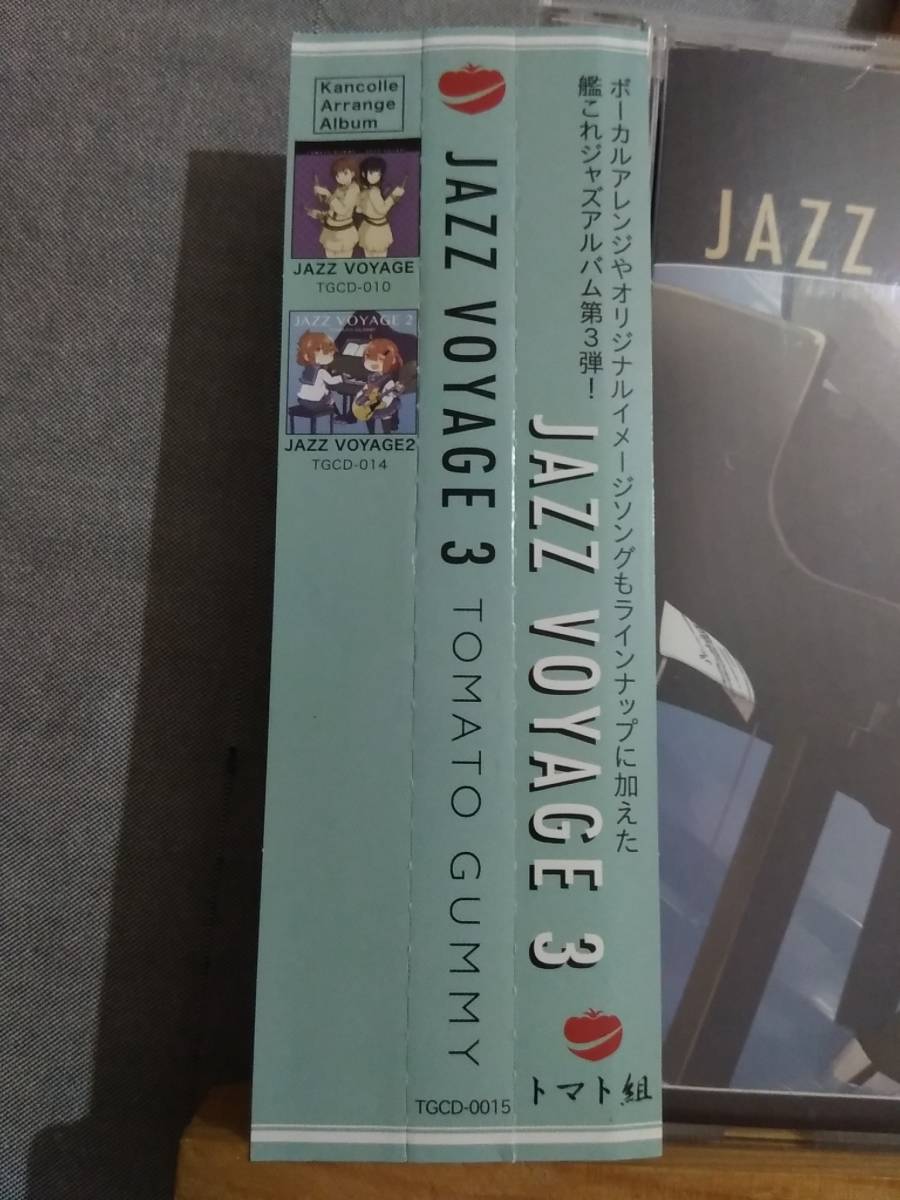 Kancolle
Arrange
Album
JAZZ VOYAGE
TGCD-010
JAZZ VOYAGE 2
JAZZ VOYAGE2
TGCD-014
JAZZ VOYAGE 3 TOMATO GUMMY
TGCD-0015
ボーカルアレンジやオリジナルイメージソングもラインナップに加えた
艦これジャズアルバム第3弾！
JAZZ VOYAGE 3
トマト組
JAZZ